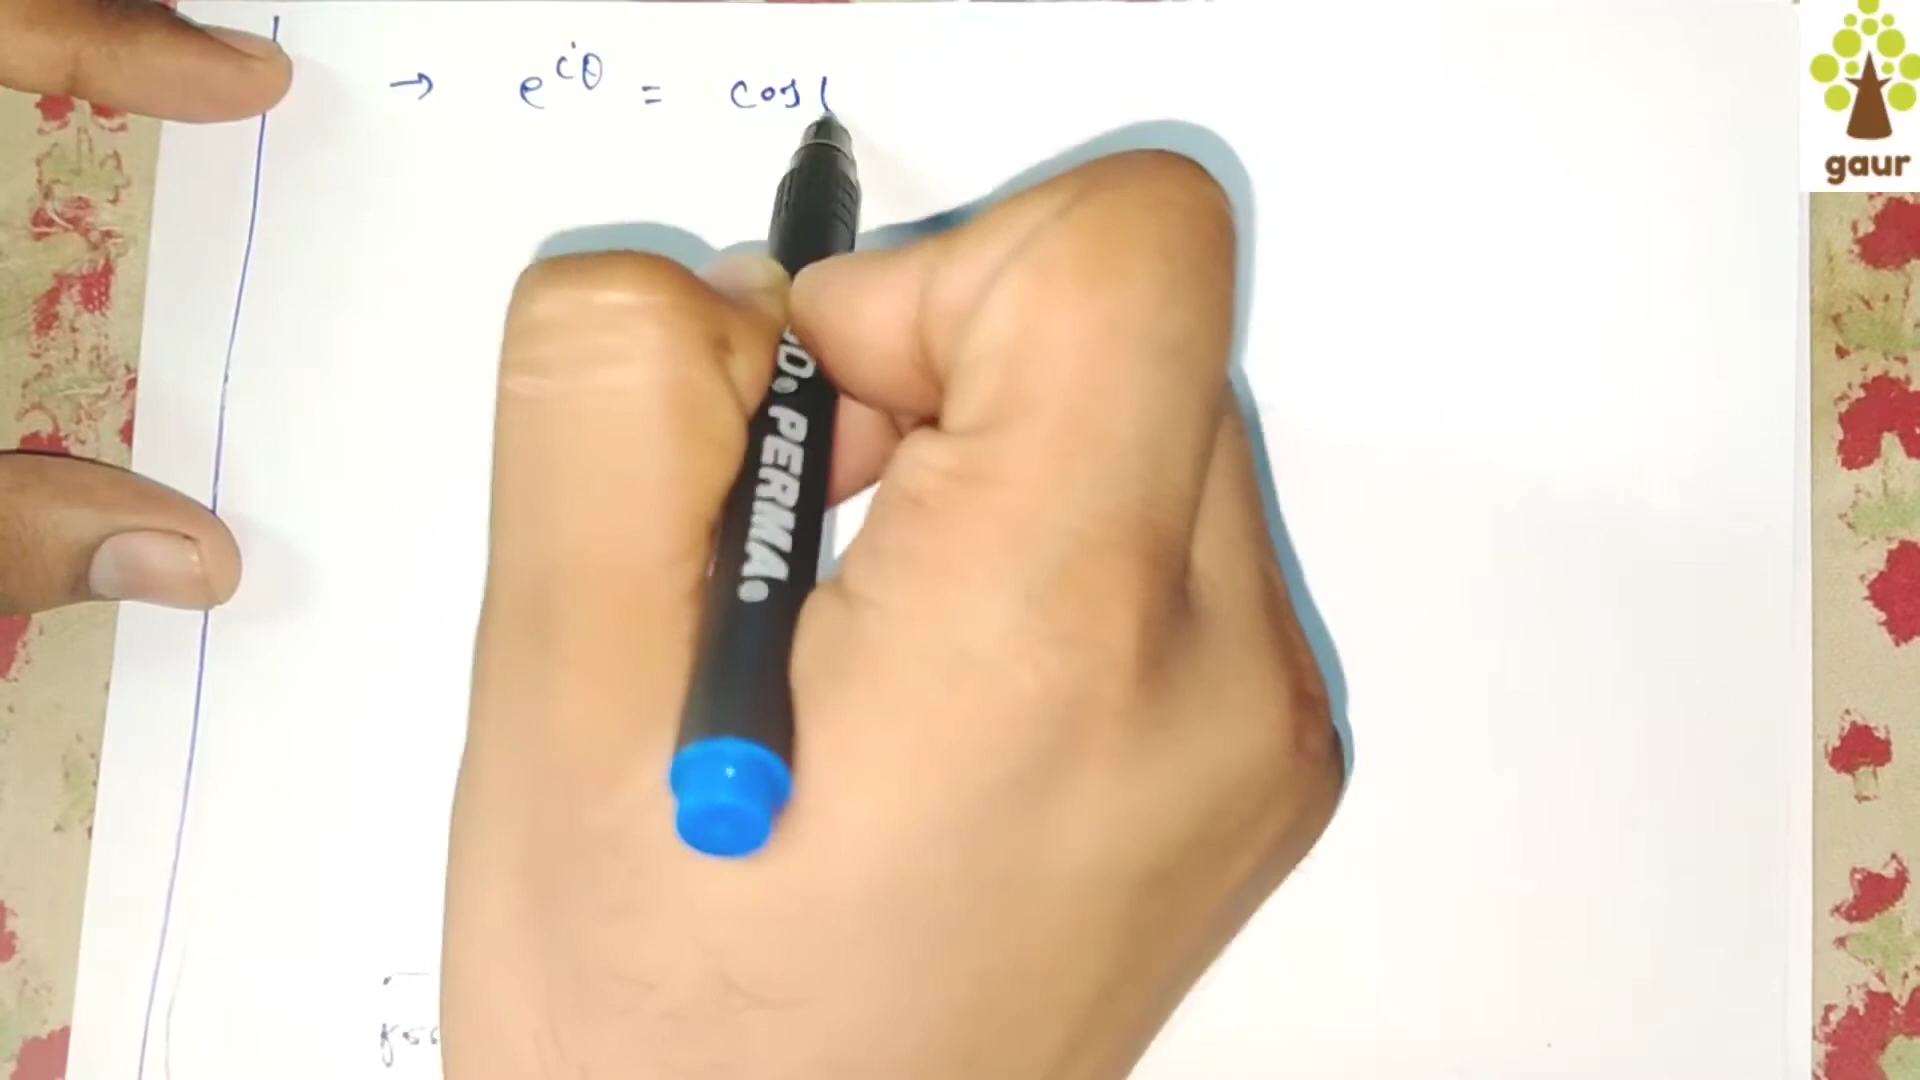 → e^{iθ} = cos
PERMA.
gaur